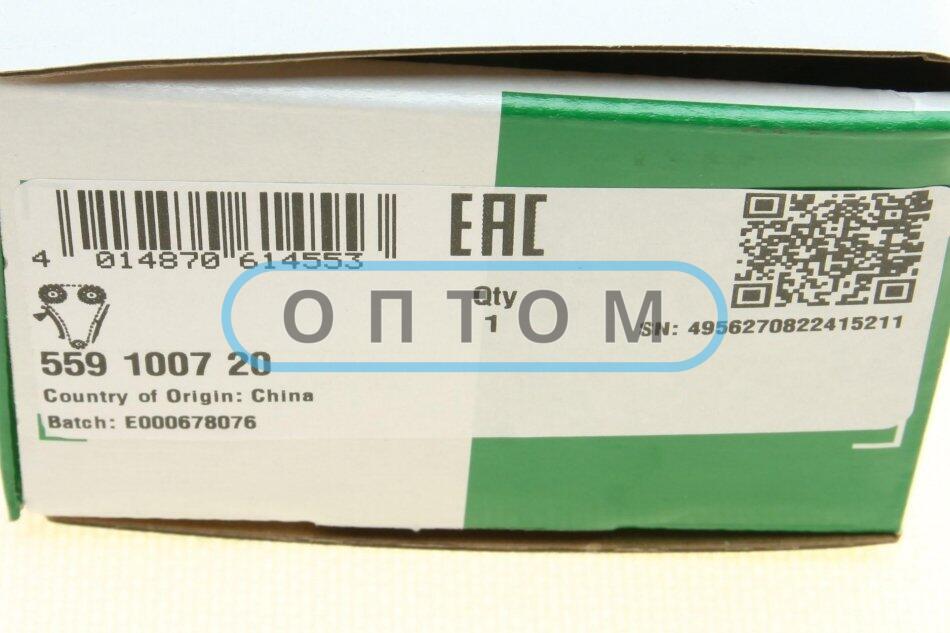 EAC
4 014870 614553
ОПТОМ
Qty
1
SN: 4956270822415211
559 1007 20
Country of Origin: China
Batch: E000678076